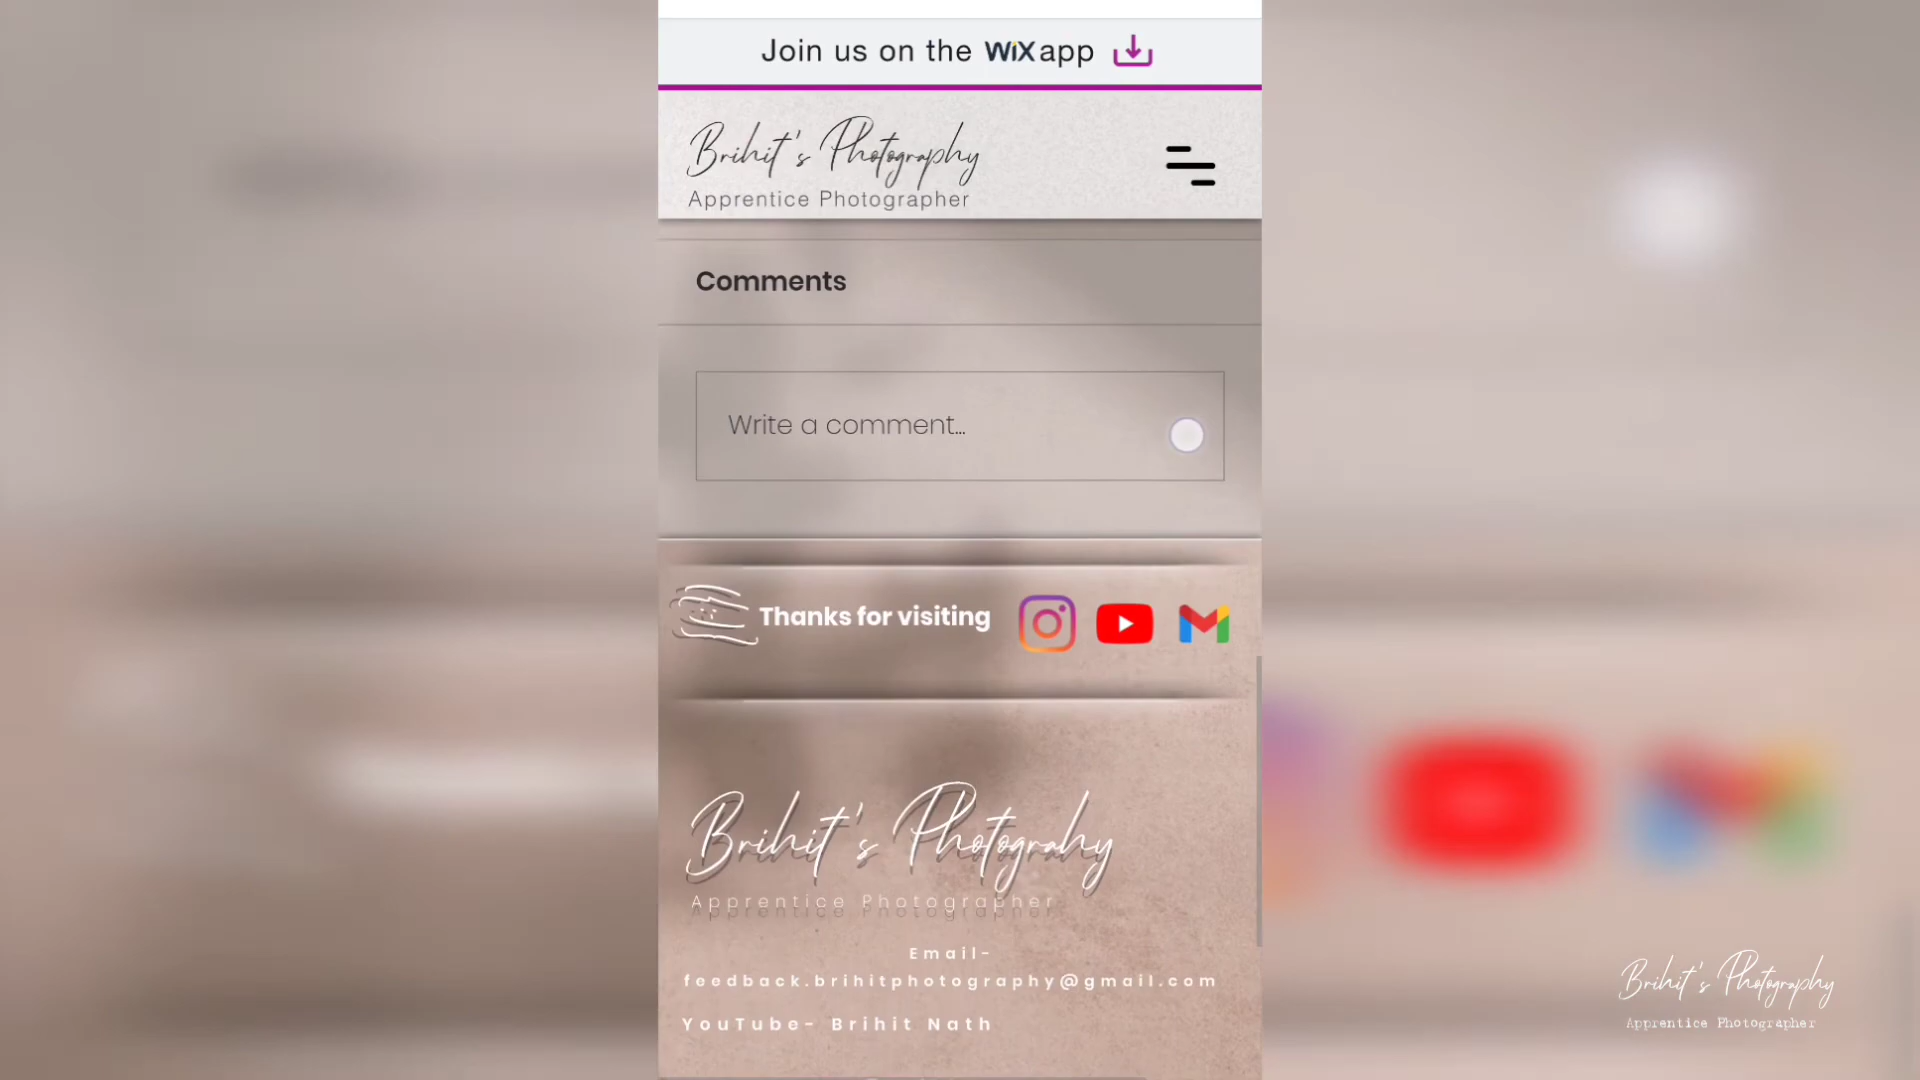 Join us on the WiX app
Brihit's Photography
Apprentice Photographer
Comments
Write a comment...
Thanks for visiting
Brihit's Photograhy
Apprentice Photographer
Email-
feedback.brihitphotography@gmail.com
YouTube- Brihit Nath
Brihit's Photography
Apprentice Photographer